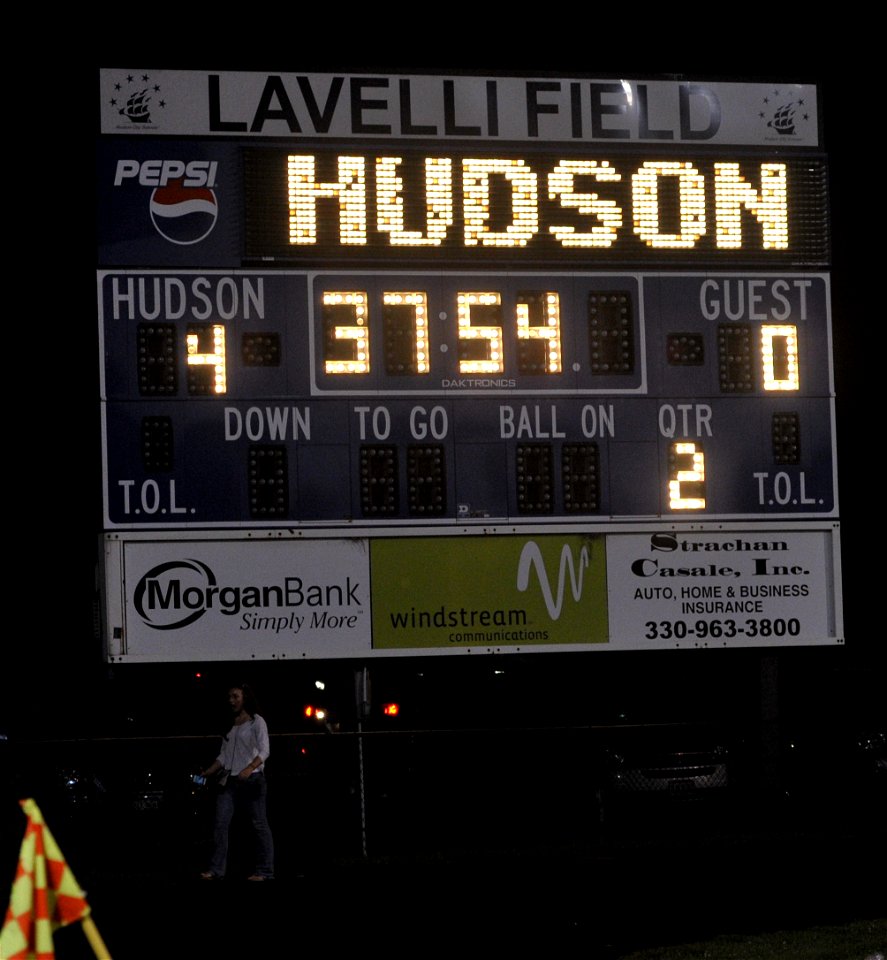 LAVELLI FIELD
PEPSI
HUDSON
HUDSON
37:54.
GUEST
4
0
DAKTRONICS
DOWN TO GO BALL ON QTR
2
T.O.L.
T.O.L.
MorganBank
Simply More
windstream
communications
Strachan
Casale, Inc.
AUTO, HOME & BUSINESS
INSURANCE
330-963-3800